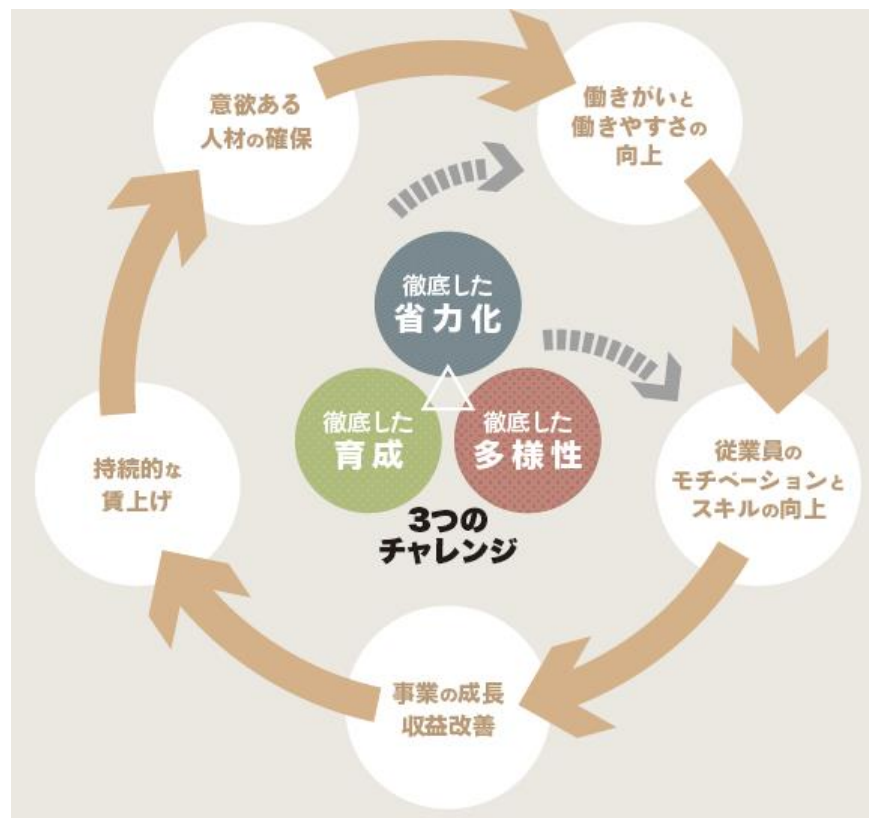 意欲ある
人材の確保
働きがいと
働きやすさの
向上
徹底した
省力化
徹底した
育成
徹底した
多様性
3つの
チャレンジ
従業員の
モチベーションと
スキルの向上
持続的な
賃上げ
事業の成長
収益改善